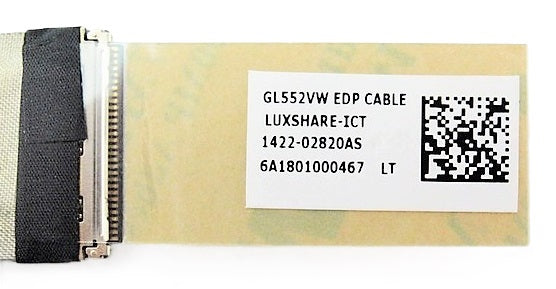 GL552VW EDP CABLE
LUXSHARE-ICT
1422-02820AS
6A1801000467 LT